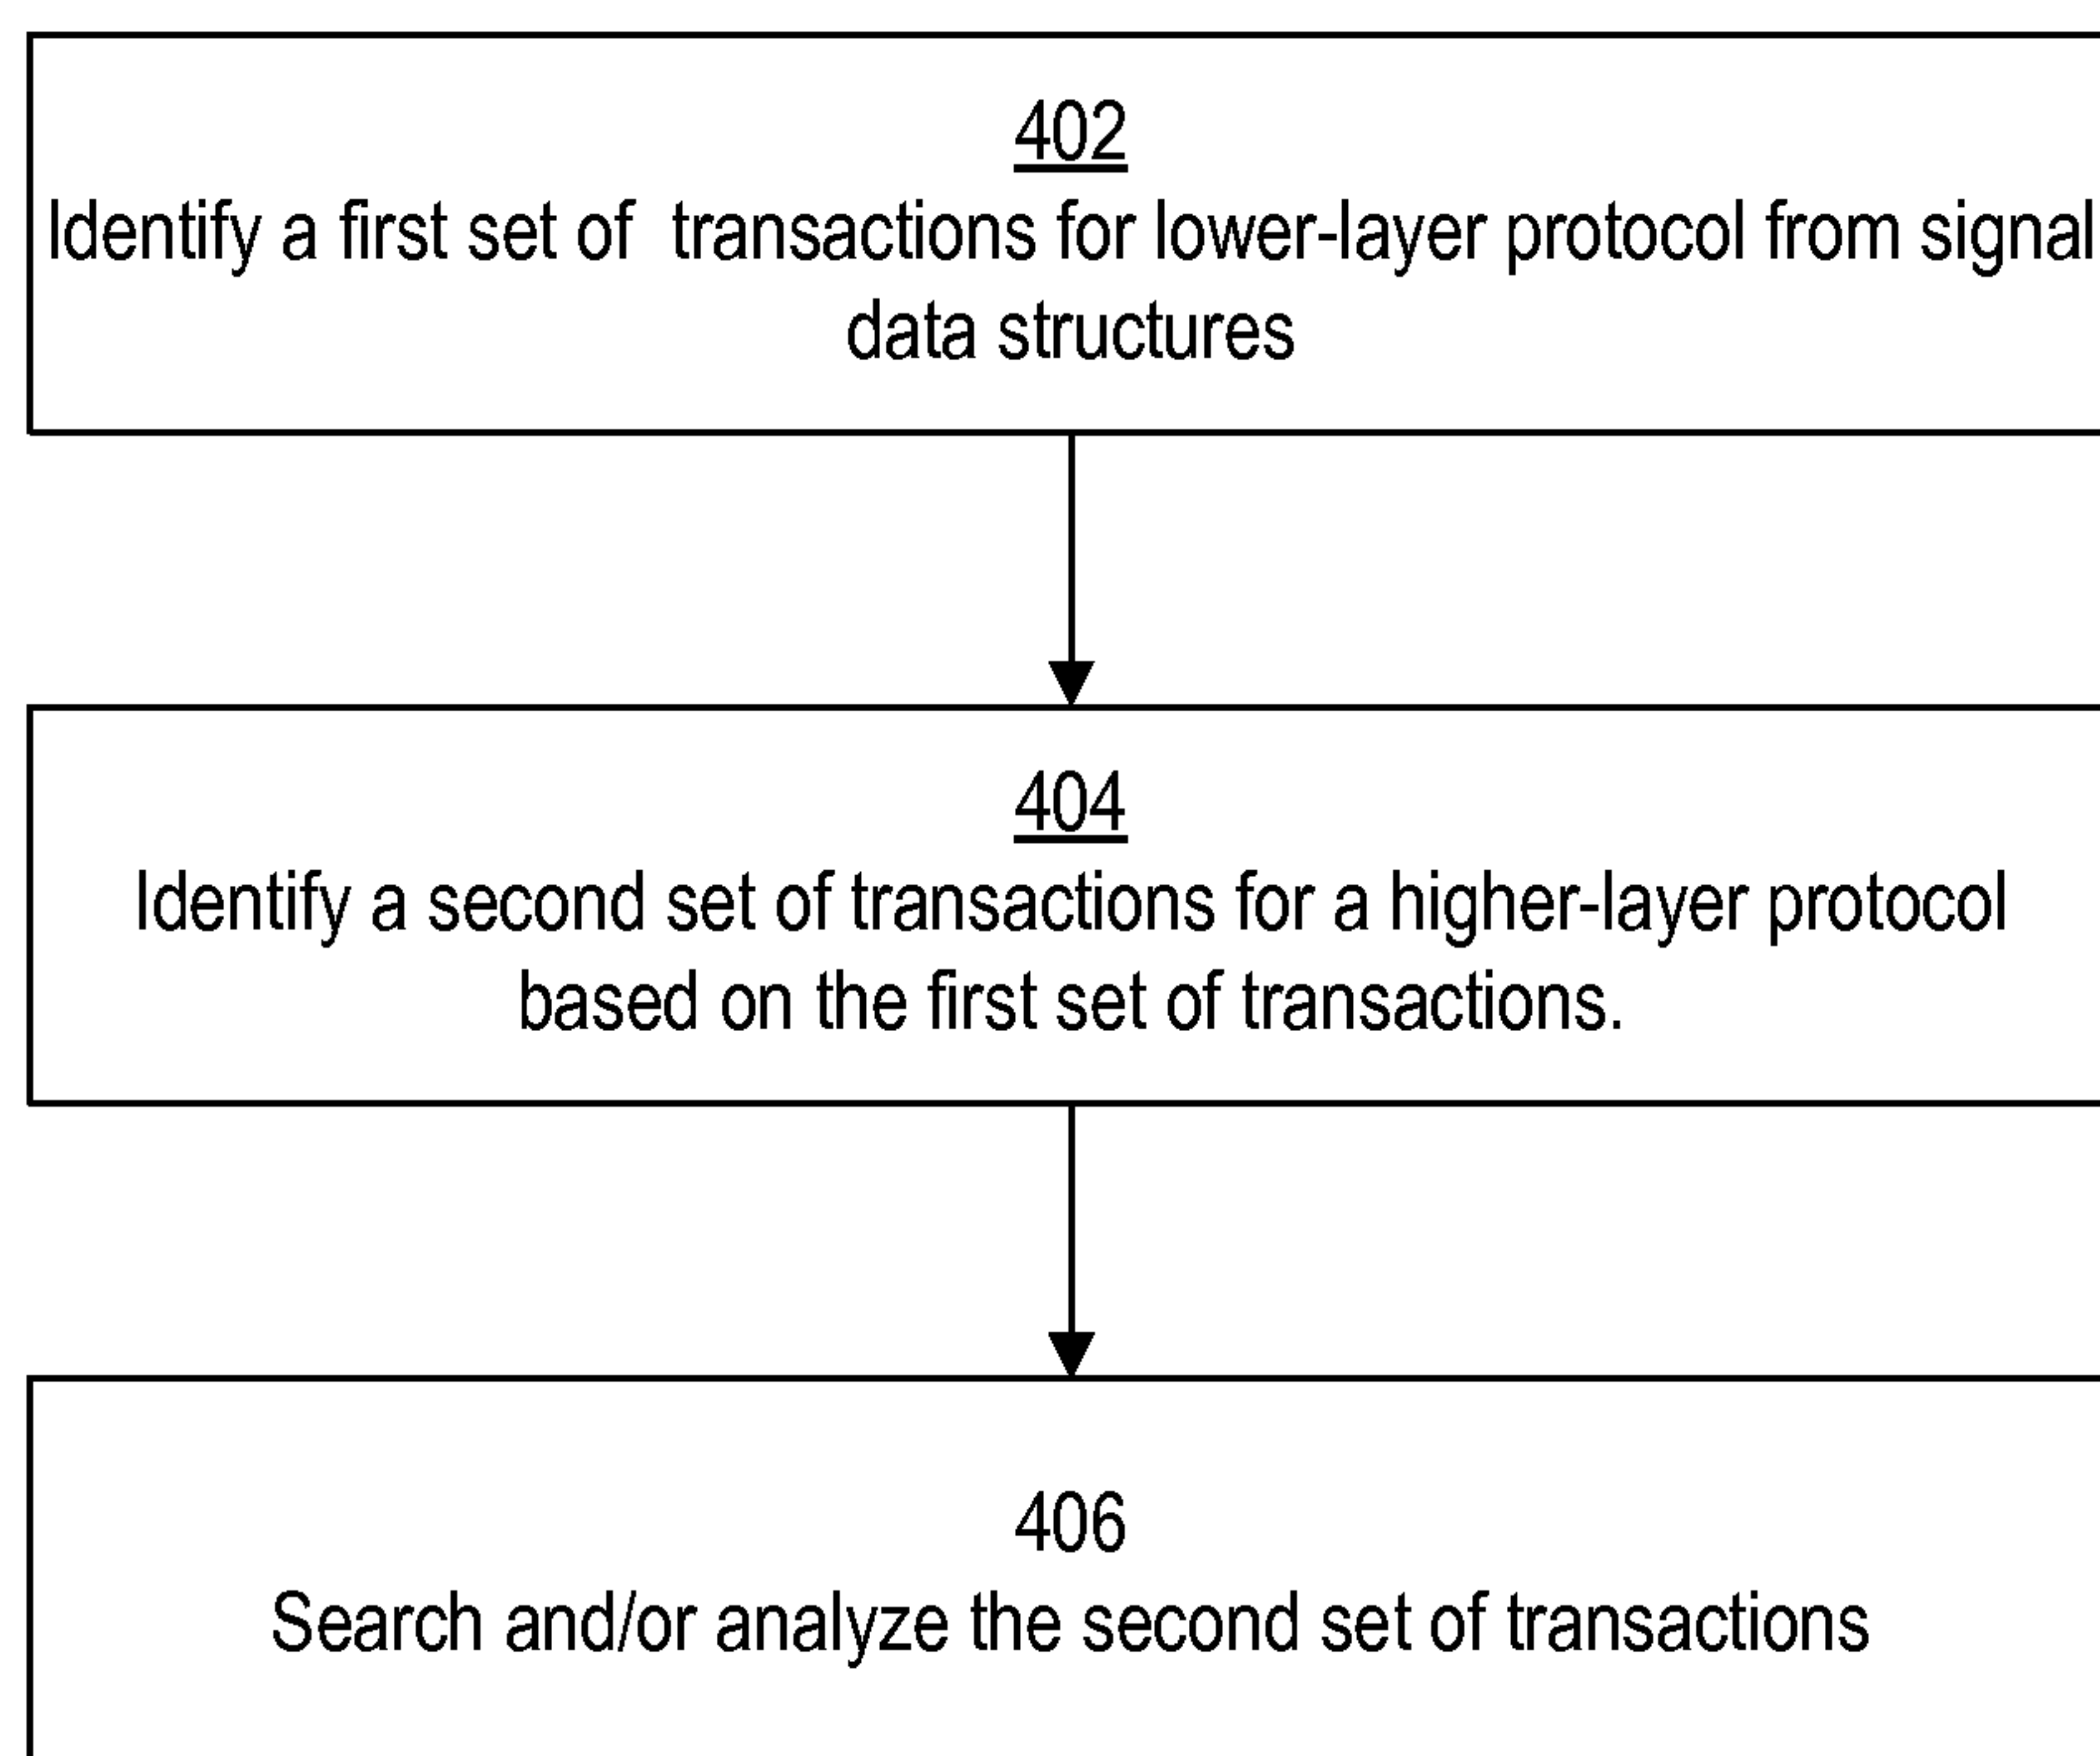 402
Identify a first set of  transactions for lower-layer protocol from signal
data structures
404
Identify a second set of transactions for a higher-layer protocol
based on the first set of transactions.
406
Search and/or analyze the second set of transactions